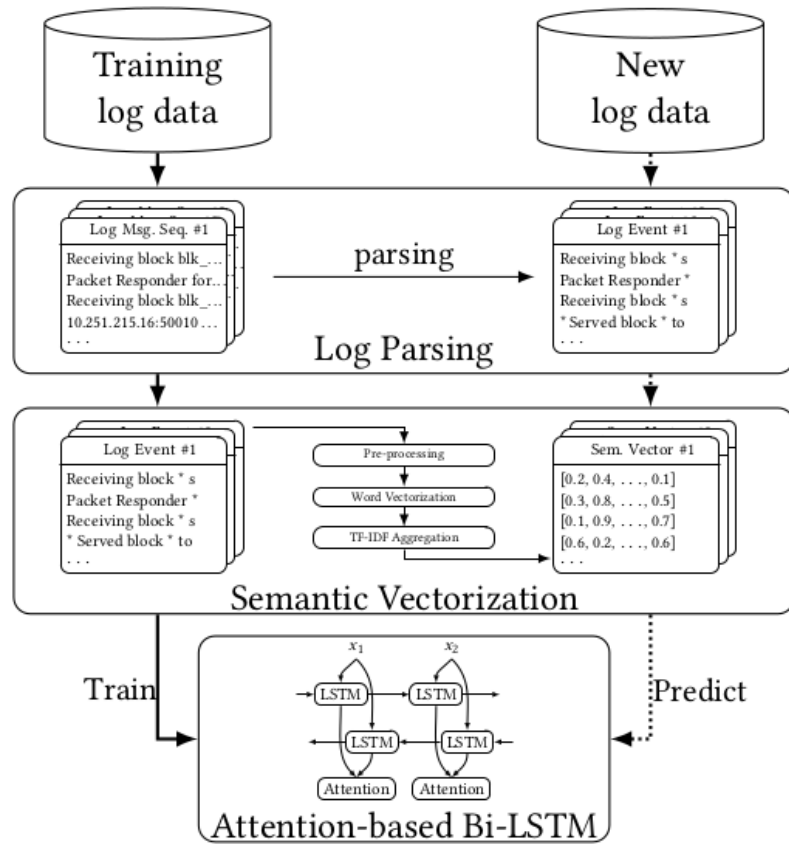 Training
log data
New
log data
Log Msg. Seq. #1
Receiving block blk_...
Packet Responder for...
Receiving block blk_...
10.251.215.16:50010 ...
. . .
parsing
Log Event #1
Receiving block * s
Packet Responder *
Receiving block * s
* Served block * to
. . .
Log Parsing
Log Event #1
Receiving block * s
Packet Responder *
Receiving block * s
* Served block * to
. . .
Pre-processing
Word Vectorization
TF-IDF Aggregation
Sem. Vector #1
[0.2, 0.4, . . . , 0.1]
[0.3, 0.8, . . . , 0.5]
[0.1, 0.9, . . . , 0.7]
[0.6, 0.2, . . . , 0.6]
. . .
Semantic Vectorization
Train
Predict
x₁ x₂
LSTM LSTM
LSTM LSTM
Attention Attention
Attention-based Bi-LSTM